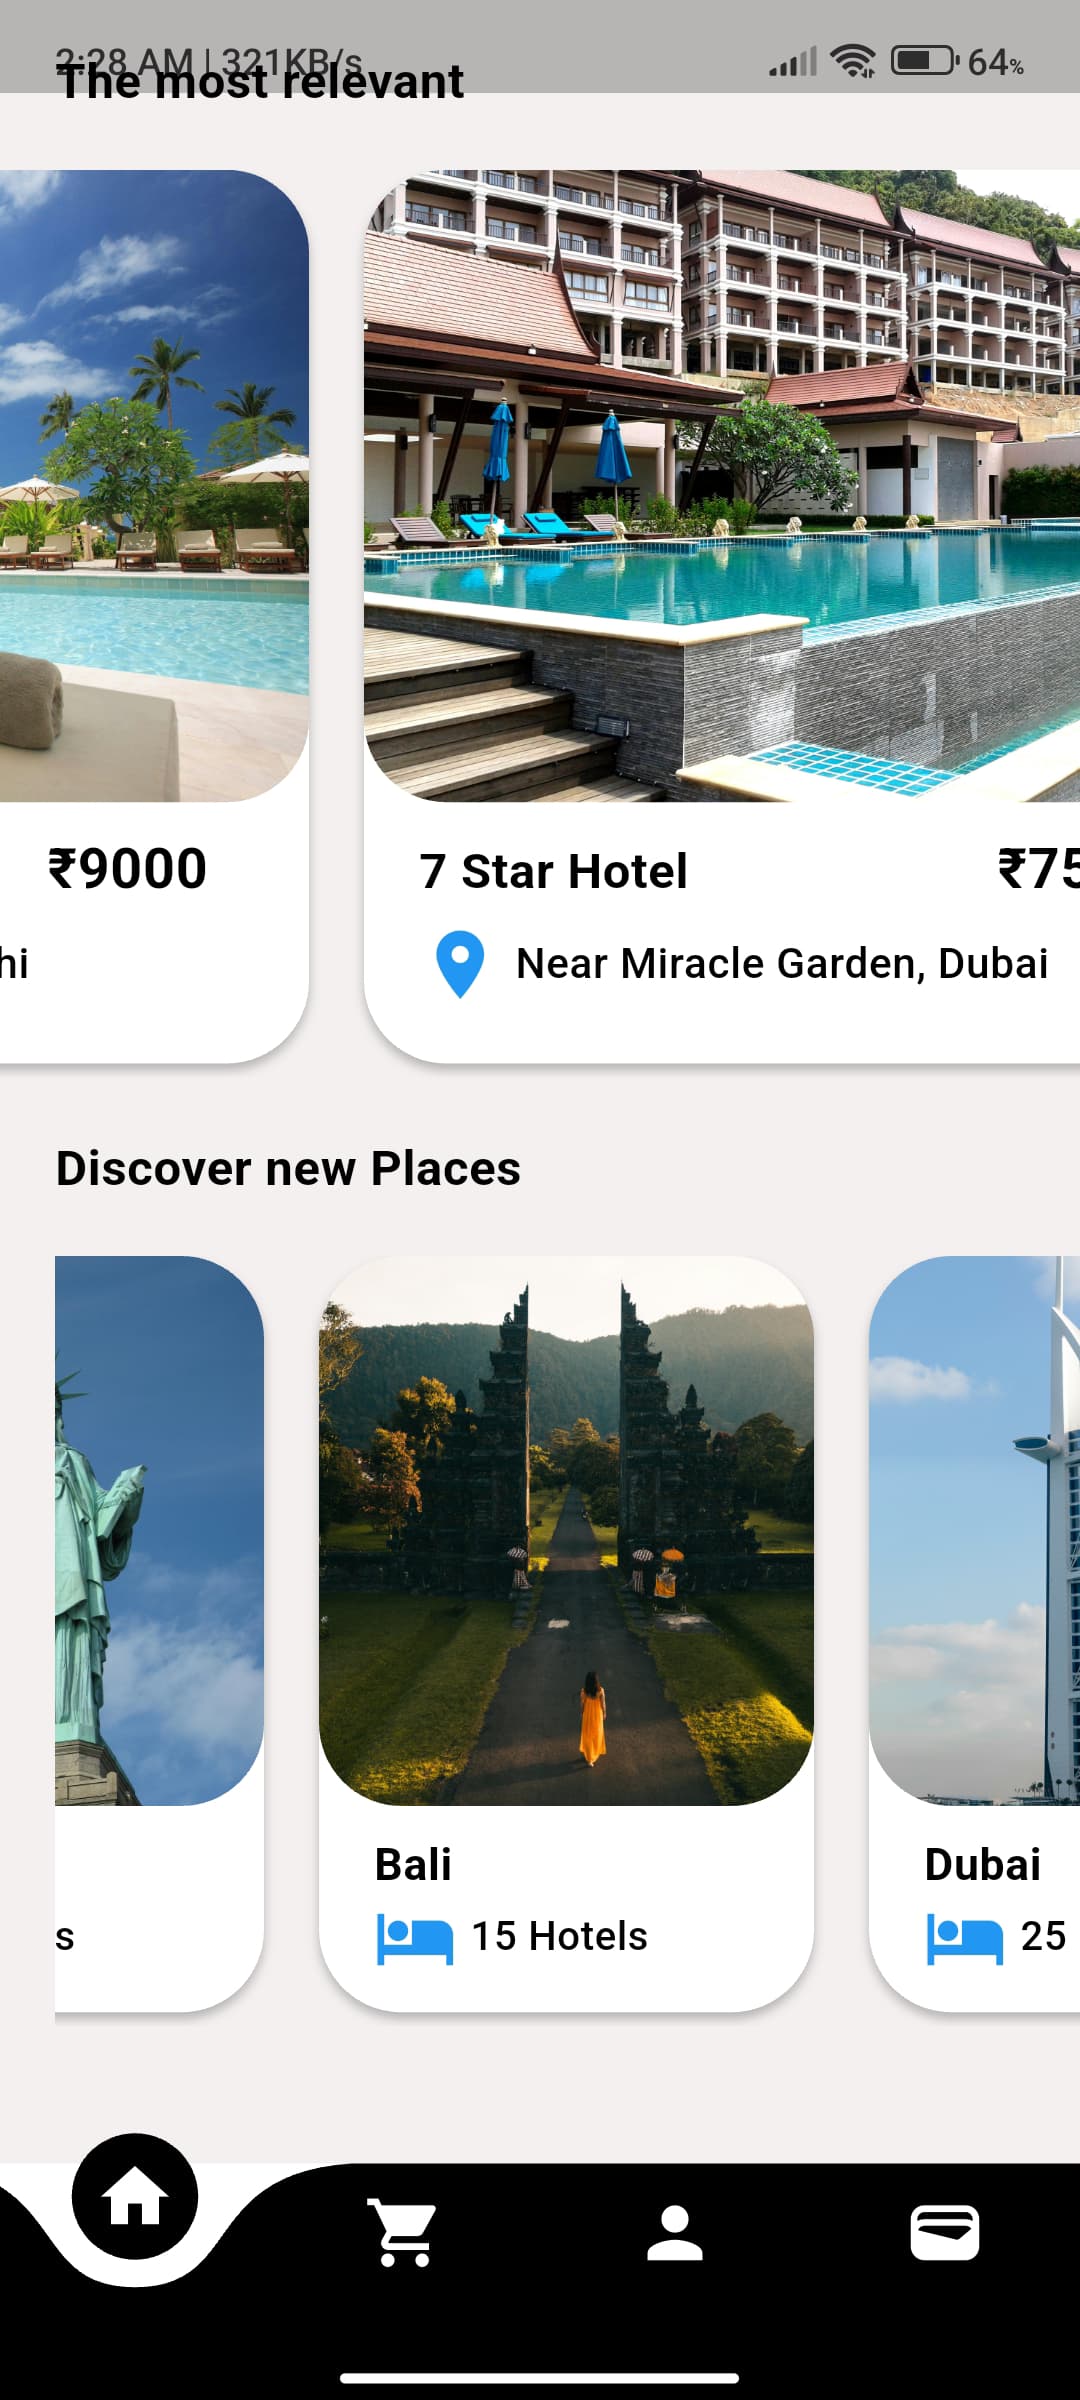 2:28 AM | 321KB/s
64%
The most relevant
₹9000
hi
7 Star Hotel
₹75
Near Miracle Garden, Dubai
Discover new Places
s
Bali
15 Hotels
Dubai
25